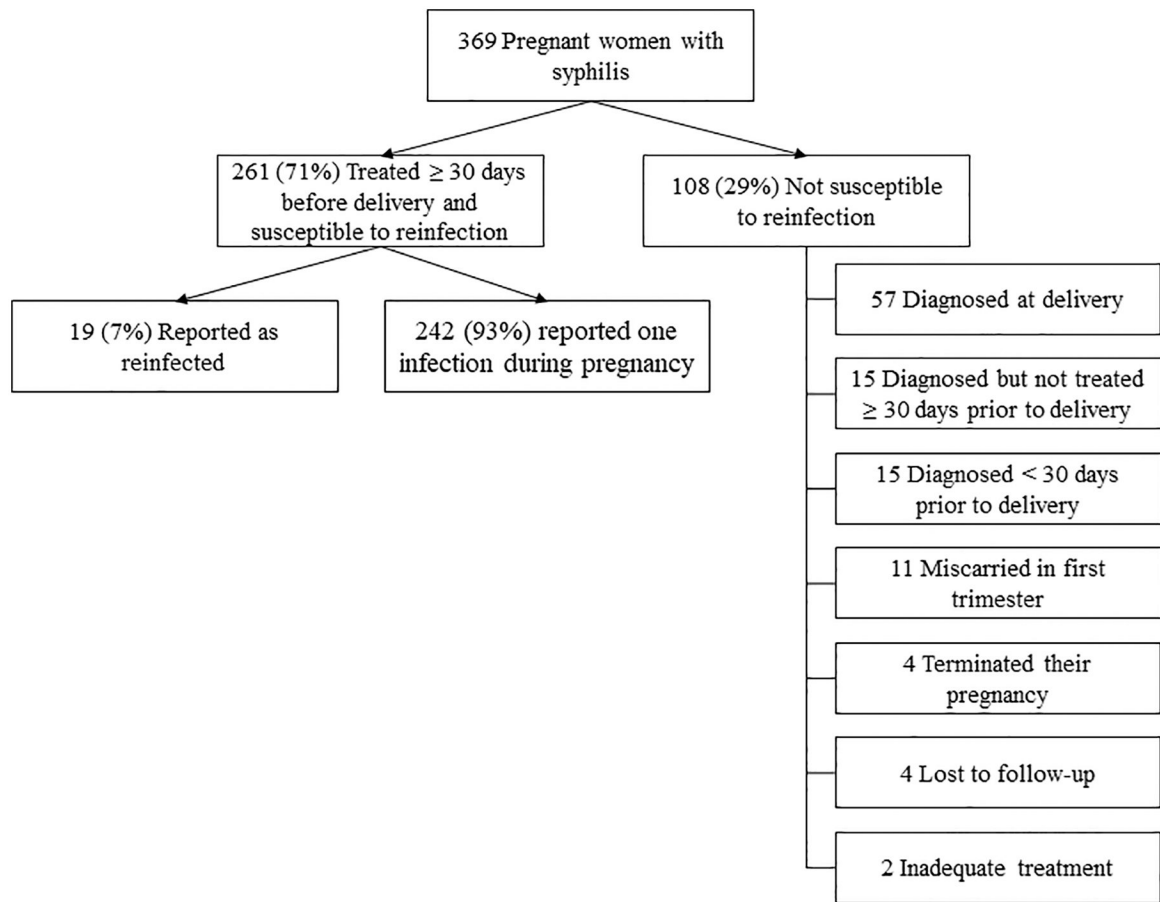 369 Pregnant women with
syphilis
261 (71%) Treated ≥ 30 days
before delivery and
susceptible to reinfection
108 (29%) Not susceptible
to reinfection
19 (7%) Reported as
reinfected
242 (93%) reported one
infection during pregnancy
57 Diagnosed at delivery
15 Diagnosed but not treated
≥ 30 days prior to delivery
15 Diagnosed < 30 days
prior to delivery
11 Miscarried in first
trimester
4 Terminated their
pregnancy
4 Lost to follow-up
2 Inadequate treatment